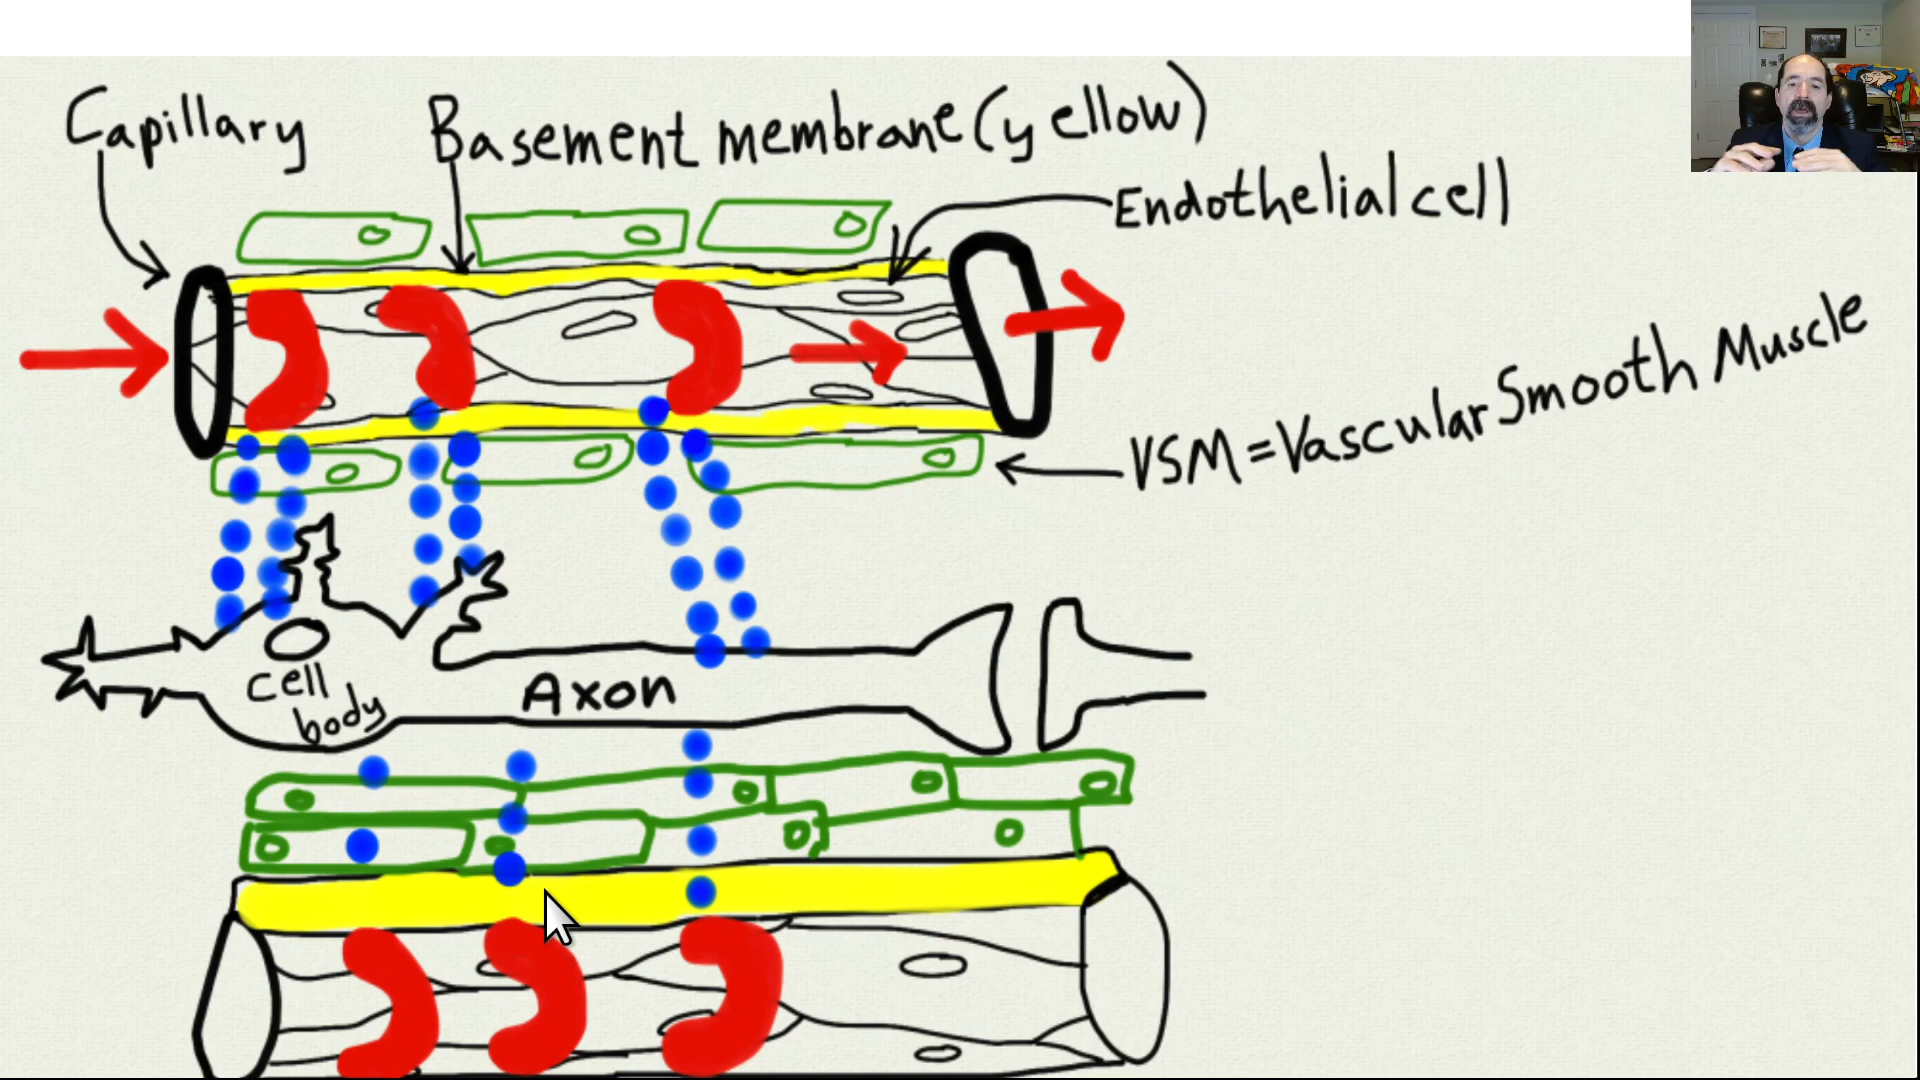 Capillary
Basement membrane (yellow)
Endothelial cell
VSM = Vascular Smooth Muscle
Cell
body
Axon